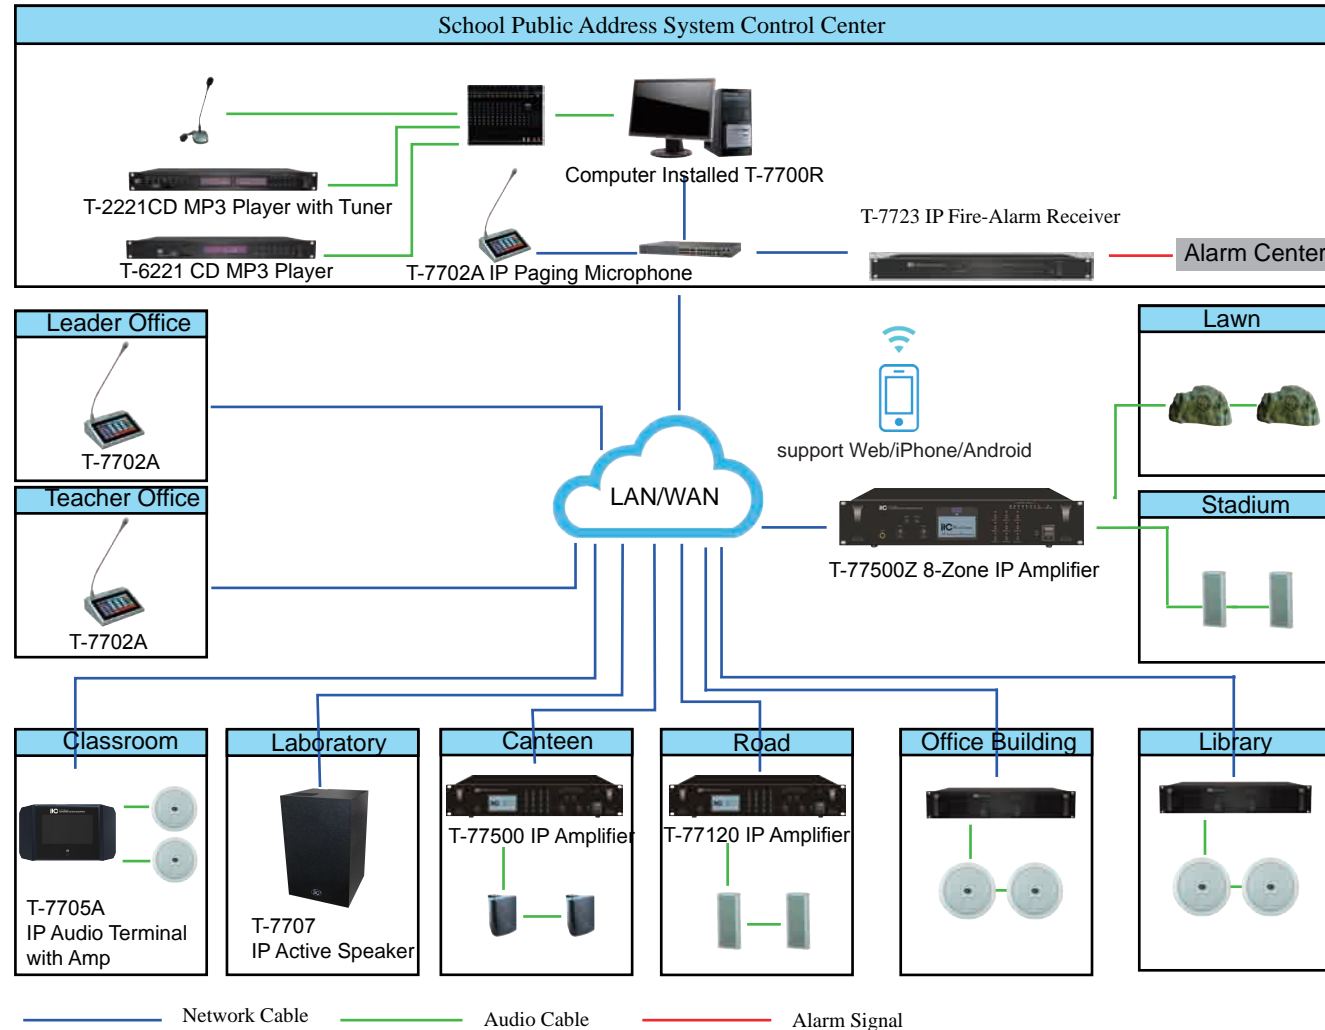 School Public Address System Control Center
Computer Installed T-7700R
T-2221CD MP3 Player with Tuner
T-7723 IP Fire-Alarm Receiver
Alarm Center
T-6221 CD MP3 Player
T-7702A IP Paging Microphone
Leader Office
T-7702A
Lawn
support Web/iPhone/Android
Teacher Office
T-7702A
LAN/WAN
itC
T-77500Z 8-Zone IP Amplifier
Stadium
Classroom
Laboratory
Canteen
Road
Office Building
Library
itC
T-7705A
IP Audio Terminal
with Amp
T-7707
IP Active Speaker
T-77500 IP Amplifier
T-77120 IP Amplifier
Network Cable
Audio Cable
Alarm Signal